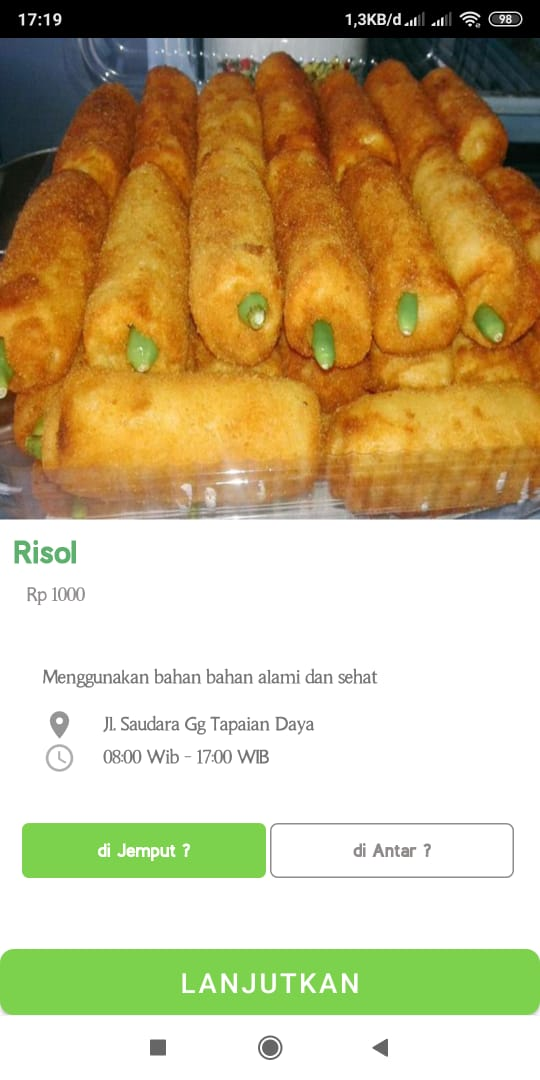 17:19 1,3KB/d 98
Risol
Rp 1000
Menggunakan bahan bahan alami dan sehat
Jl. Saudara Gg Tapaian Daya
08:00 Wib - 17:00 WIB
di Jemput ? di Antar ?
LANJUTKAN